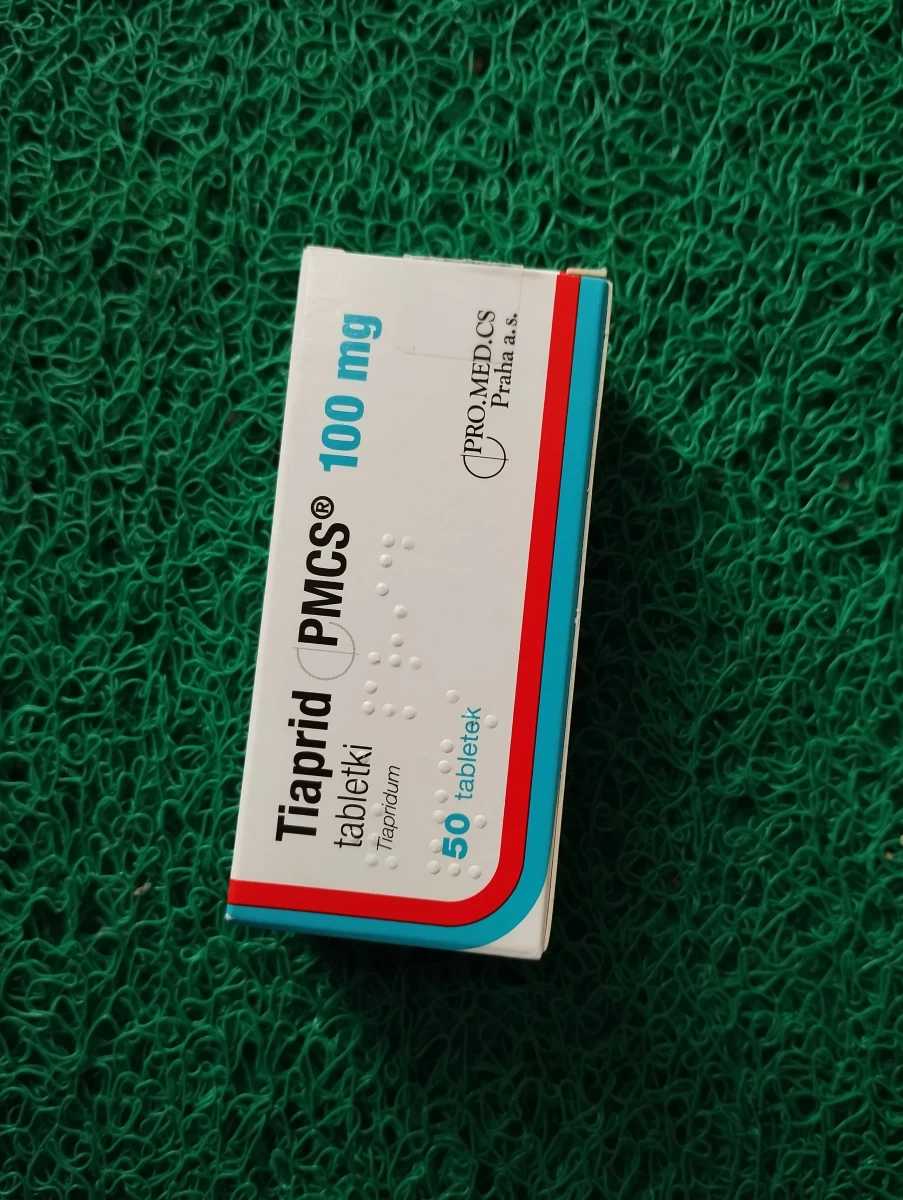 Tiaprid PMCS® 100 mg
tabletki
Tiapridum
50 tabletek
PRO.MED.CS
Praha a.s.